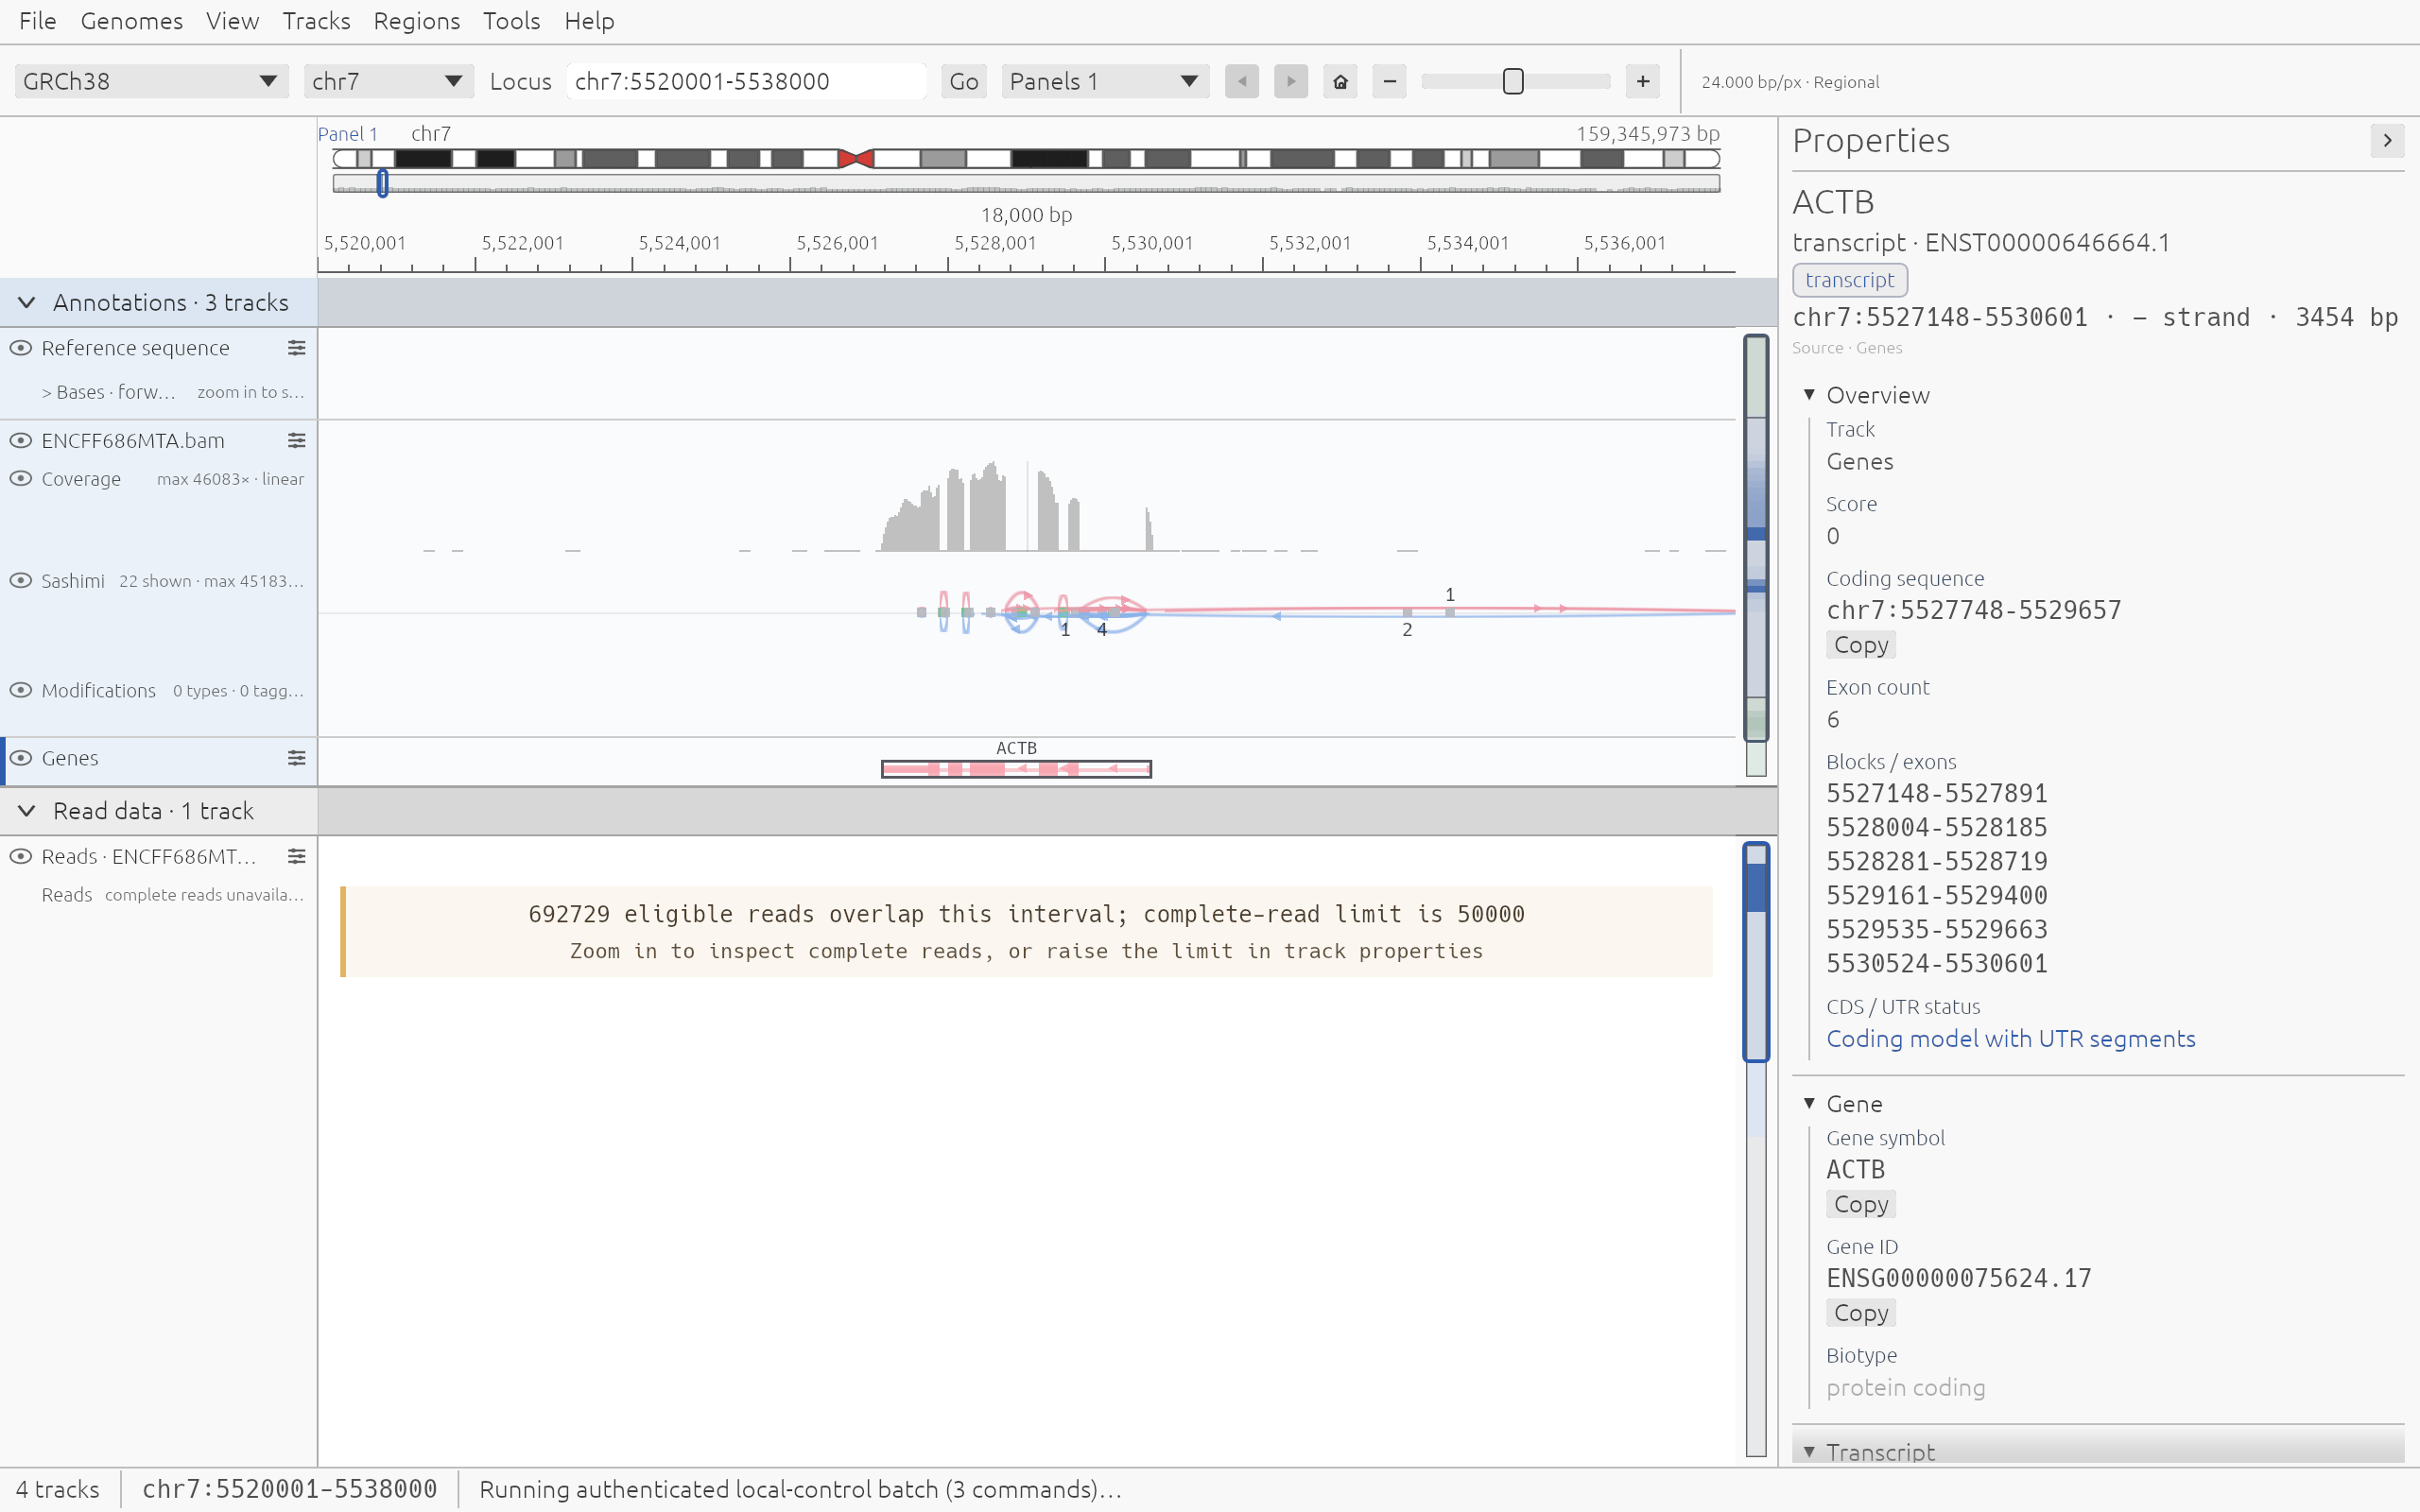 File Genomes View Tracks Regions Tools Help
GRCh38 chr7 Locus chr7:5520001-5538000 Go Panels 1 24.000 bp/px · Regional
Panel 1 chr7 159,345,973 bp
18,000 bp
5,520,001 5,522,001 5,524,001 5,526,001 5,528,001 5,530,001 5,532,001 5,534,001 5,536,001
Annotations · 3 tracks
Reference sequence
> Bases · forw… zoom in to s…
ENCFF686MTA.bam
Coverage max 46083× · linear
Sashimi 22 shown · max 45183…
1
1 4 2
Modifications 0 types · 0 tagg…
Genes
ACTB
Read data · 1 track
Reads · ENCFF686MT…
Reads complete reads unavaila…
692729 eligible reads overlap this interval; complete-read limit is 50000
Zoom in to inspect complete reads, or raise the limit in track properties
Properties
ACTB
transcript · ENST00000646664.1
transcript
chr7:5527148-5530601 · − strand · 3454 bp
Source · Genes
Overview
Track
Genes
Score
0
Coding sequence
chr7:5527748-5529657
Copy
Exon count
6
Blocks / exons
5527148-5527891
5528004-5528185
5528281-5528719
5529161-5529400
5529535-5529663
5530524-5530601
CDS / UTR status
Coding model with UTR segments
Gene
Gene symbol
ACTB
Copy
Gene ID
ENSG00000075624.17
Copy
Biotype
protein coding
Transcript
4 tracks chr7:5520001-5538000 Running authenticated local-control batch (3 commands)…